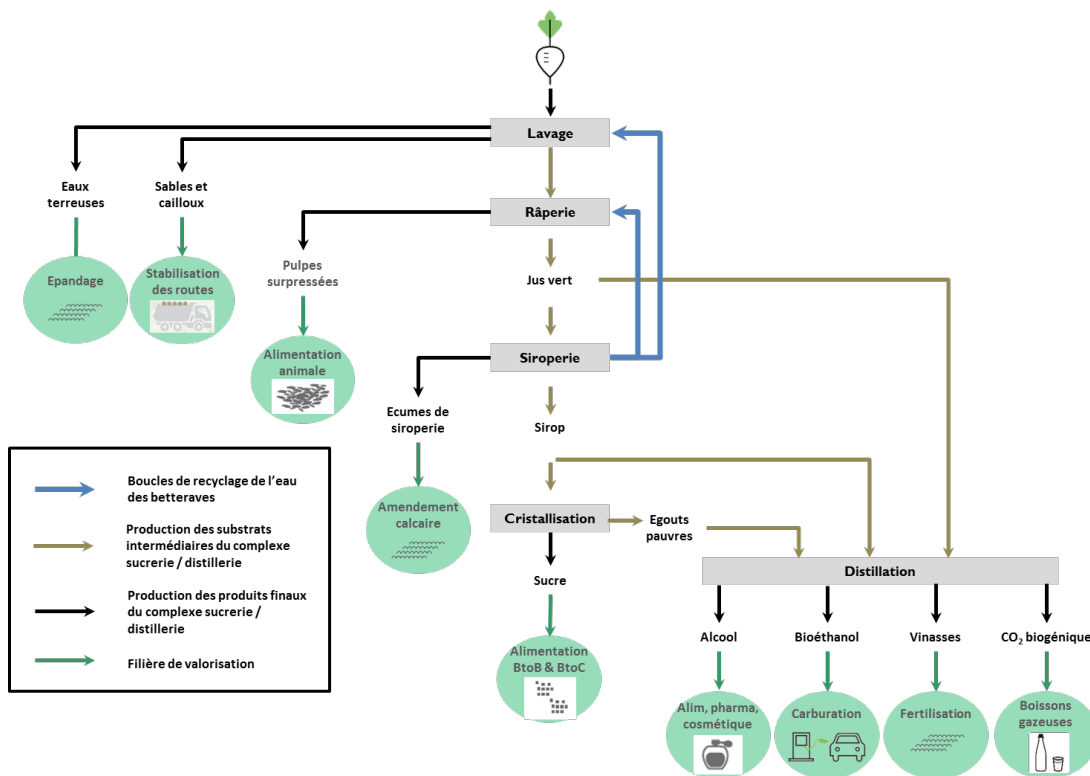 Lavage
Eaux
terreuses
Sables et
cailloux
Râperie
Epandage
Stabilisation
des routes
Pulpes
surpressées
Jus vert
Alimentation
animale
Siroperie
Ecumes de
siroperie
Sirop
Boucles de recyclage de l'eau
des betteraves
Production des substrats
intermédiaires du complexe
sucrerie / distillerie
Production des produits finaux
du complexe sucrerie /
distillerie
Filière de valorisation
Amendement
calcaire
Cristallisation
Egouts
pauvres
Sucre
Distillation
Alimentation
BtoB & BtoC
Alcool
Bioéthanol
Vinasses
CO₂ biogénique
Alim, pharma,
cosmétique
Carburation
Fertilisation
Boissons
gazeuses